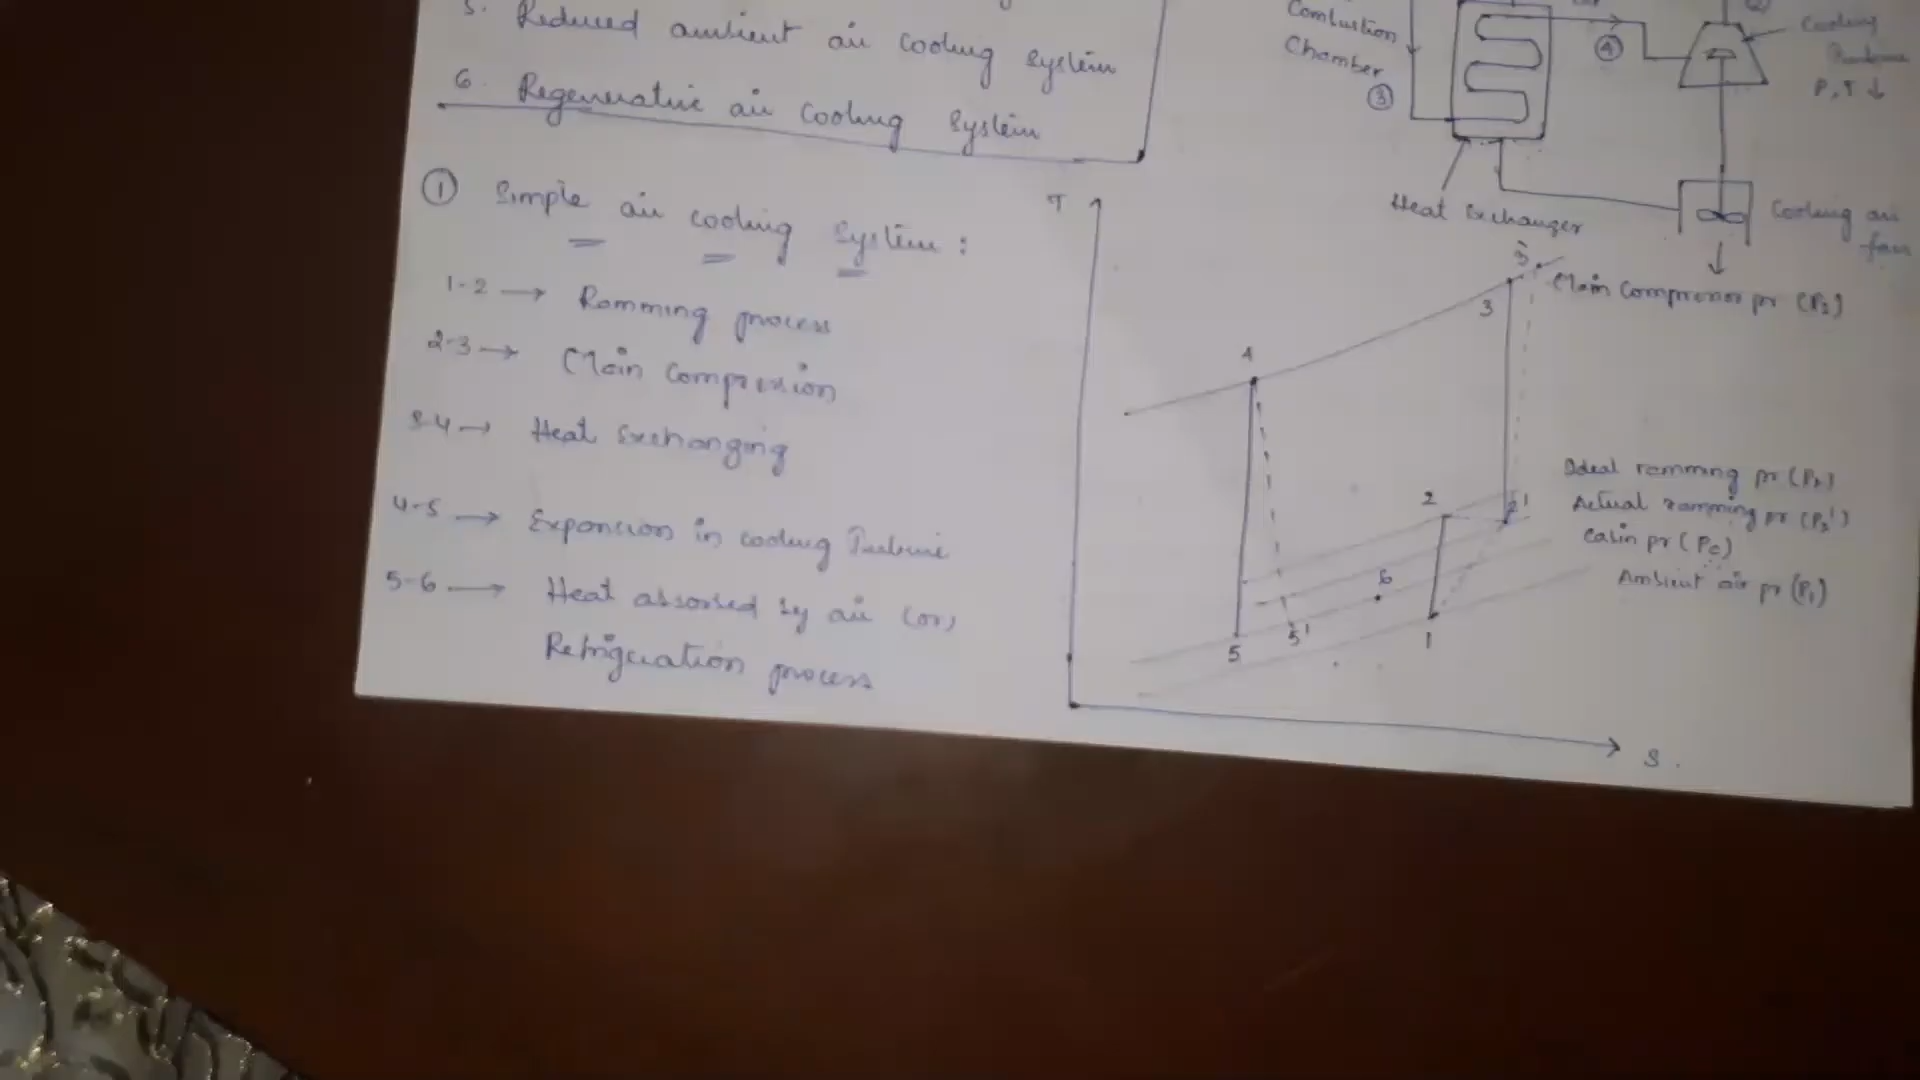 5. Reduced ambient air cooling system
6. Regenerative air cooling system
① Simple air cooling system :
1-2 → Ramming process
2-3 → Main Compression
3-4 → Heat Exchanging
4-5 → Expansion in cooling Turbine
5-6 → Heat absorbed by air (or)
Refrigeration process
Combustion
Chamber
③
④
Cooling
P, T ↓
Heat Exchanger
Cooling air
fan
T
4
3
3'
2
2'
6
5
5'
1
S.
Main Compressor pr (P3)
Ideal ramming pr (P2)
Actual ramming pr (P2')
Cabin pr (Pc)
Ambient air pr (P1)